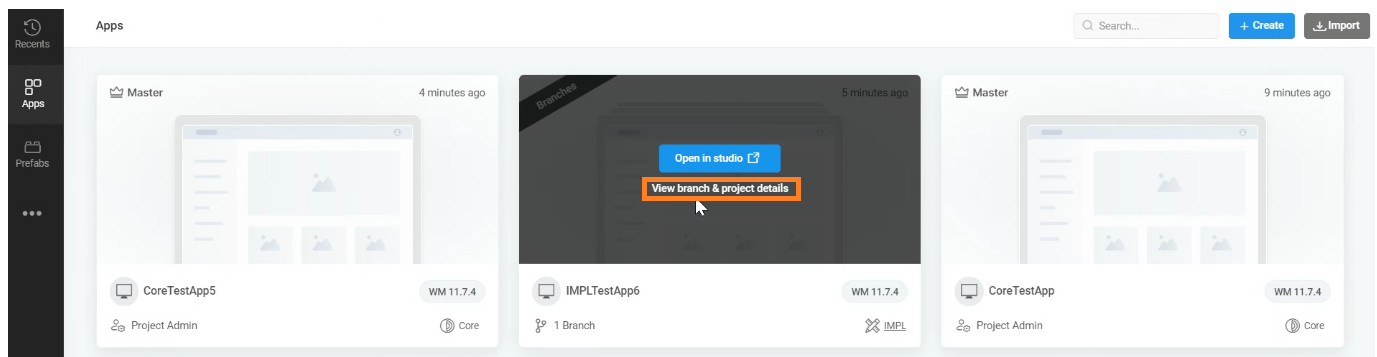 Recents
Apps
Prefabs
Apps
Search...
+ Create
Import
Master
4 minutes ago
CoreTestApp5
WM 11.7.4
Project Admin
Core
Branches
5 minutes ago
Open in studio
View branch & project details
IMPLTestApp6
WM 11.7.4
1 Branch
IMPL
Master
9 minutes ago
CoreTestApp
WM 11.7.4
Project Admin
Core